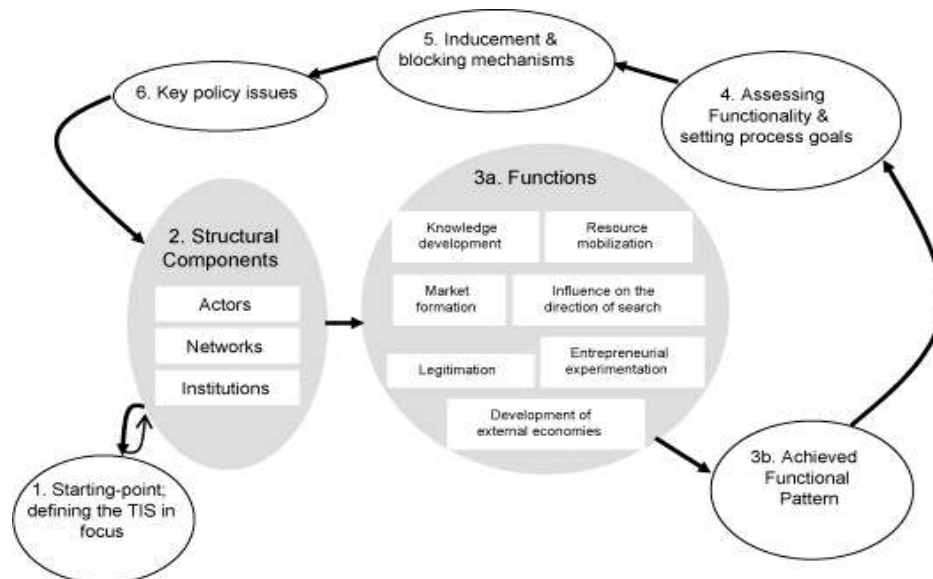 1. Starting-point;
defining the TIS in
focus
2. Structural
Components
Actors
Networks
Institutions
3a. Functions
Knowledge
development
Resource
mobilization
Market
formation
Influence on the
direction of search
Legitimation
Entrepreneurial
experimentation
Development of
external economies
3b. Achieved
Functional
Pattern
4. Assessing
Functionality &
setting process goals
5. Inducement &
blocking mechanisms
6. Key policy issues